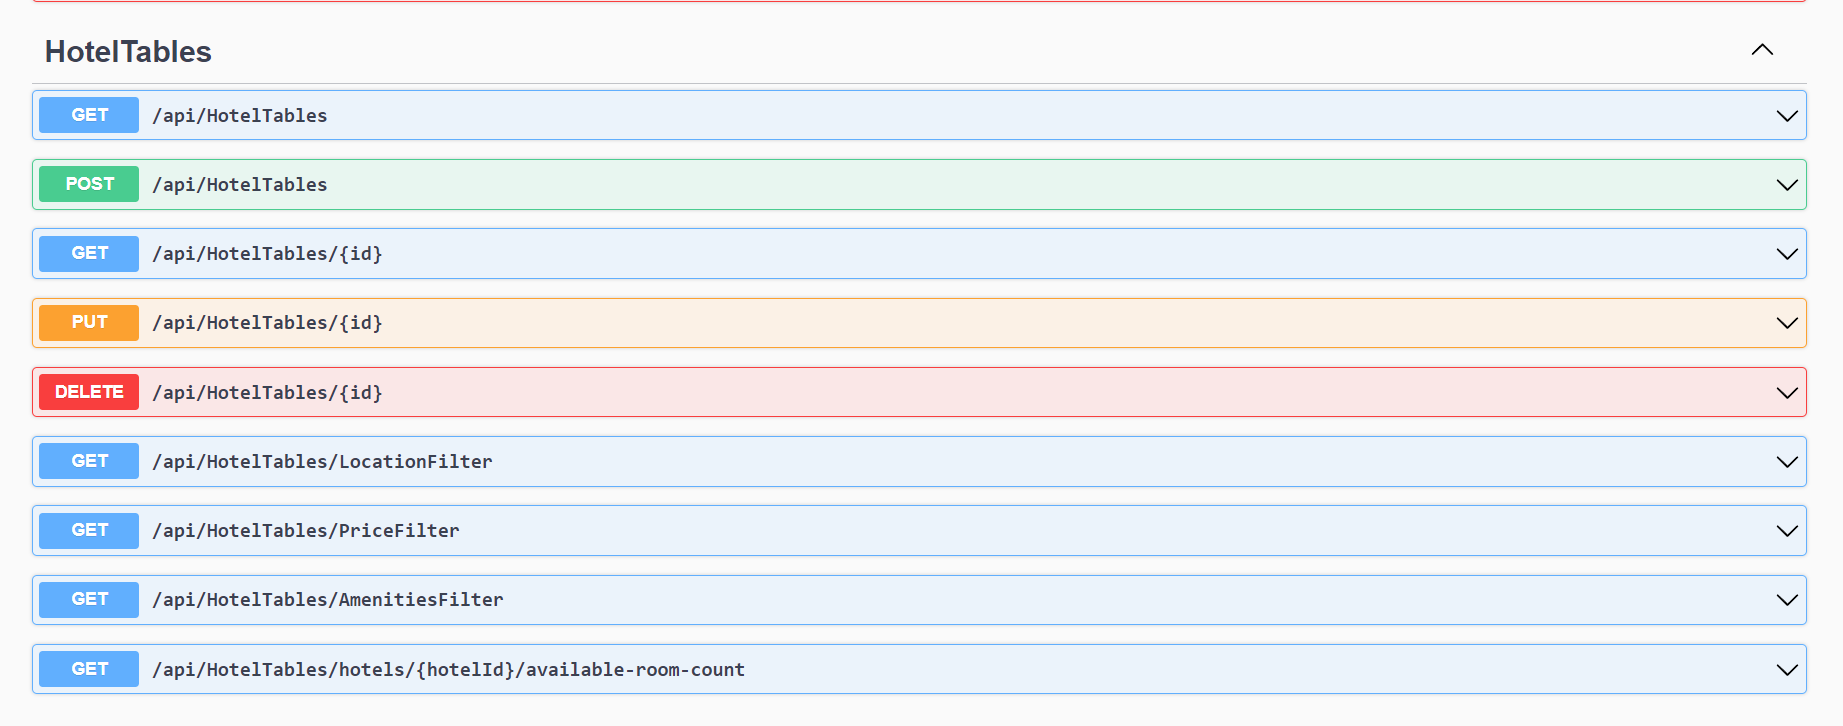 HotelTables
GET /api/HotelTables
POST /api/HotelTables
GET /api/HotelTables/{id}
PUT /api/HotelTables/{id}
DELETE /api/HotelTables/{id}
GET /api/HotelTables/LocationFilter
GET /api/HotelTables/PriceFilter
GET /api/HotelTables/AmenitiesFilter
GET /api/HotelTables/hotels/{hotelId}/available-room-count